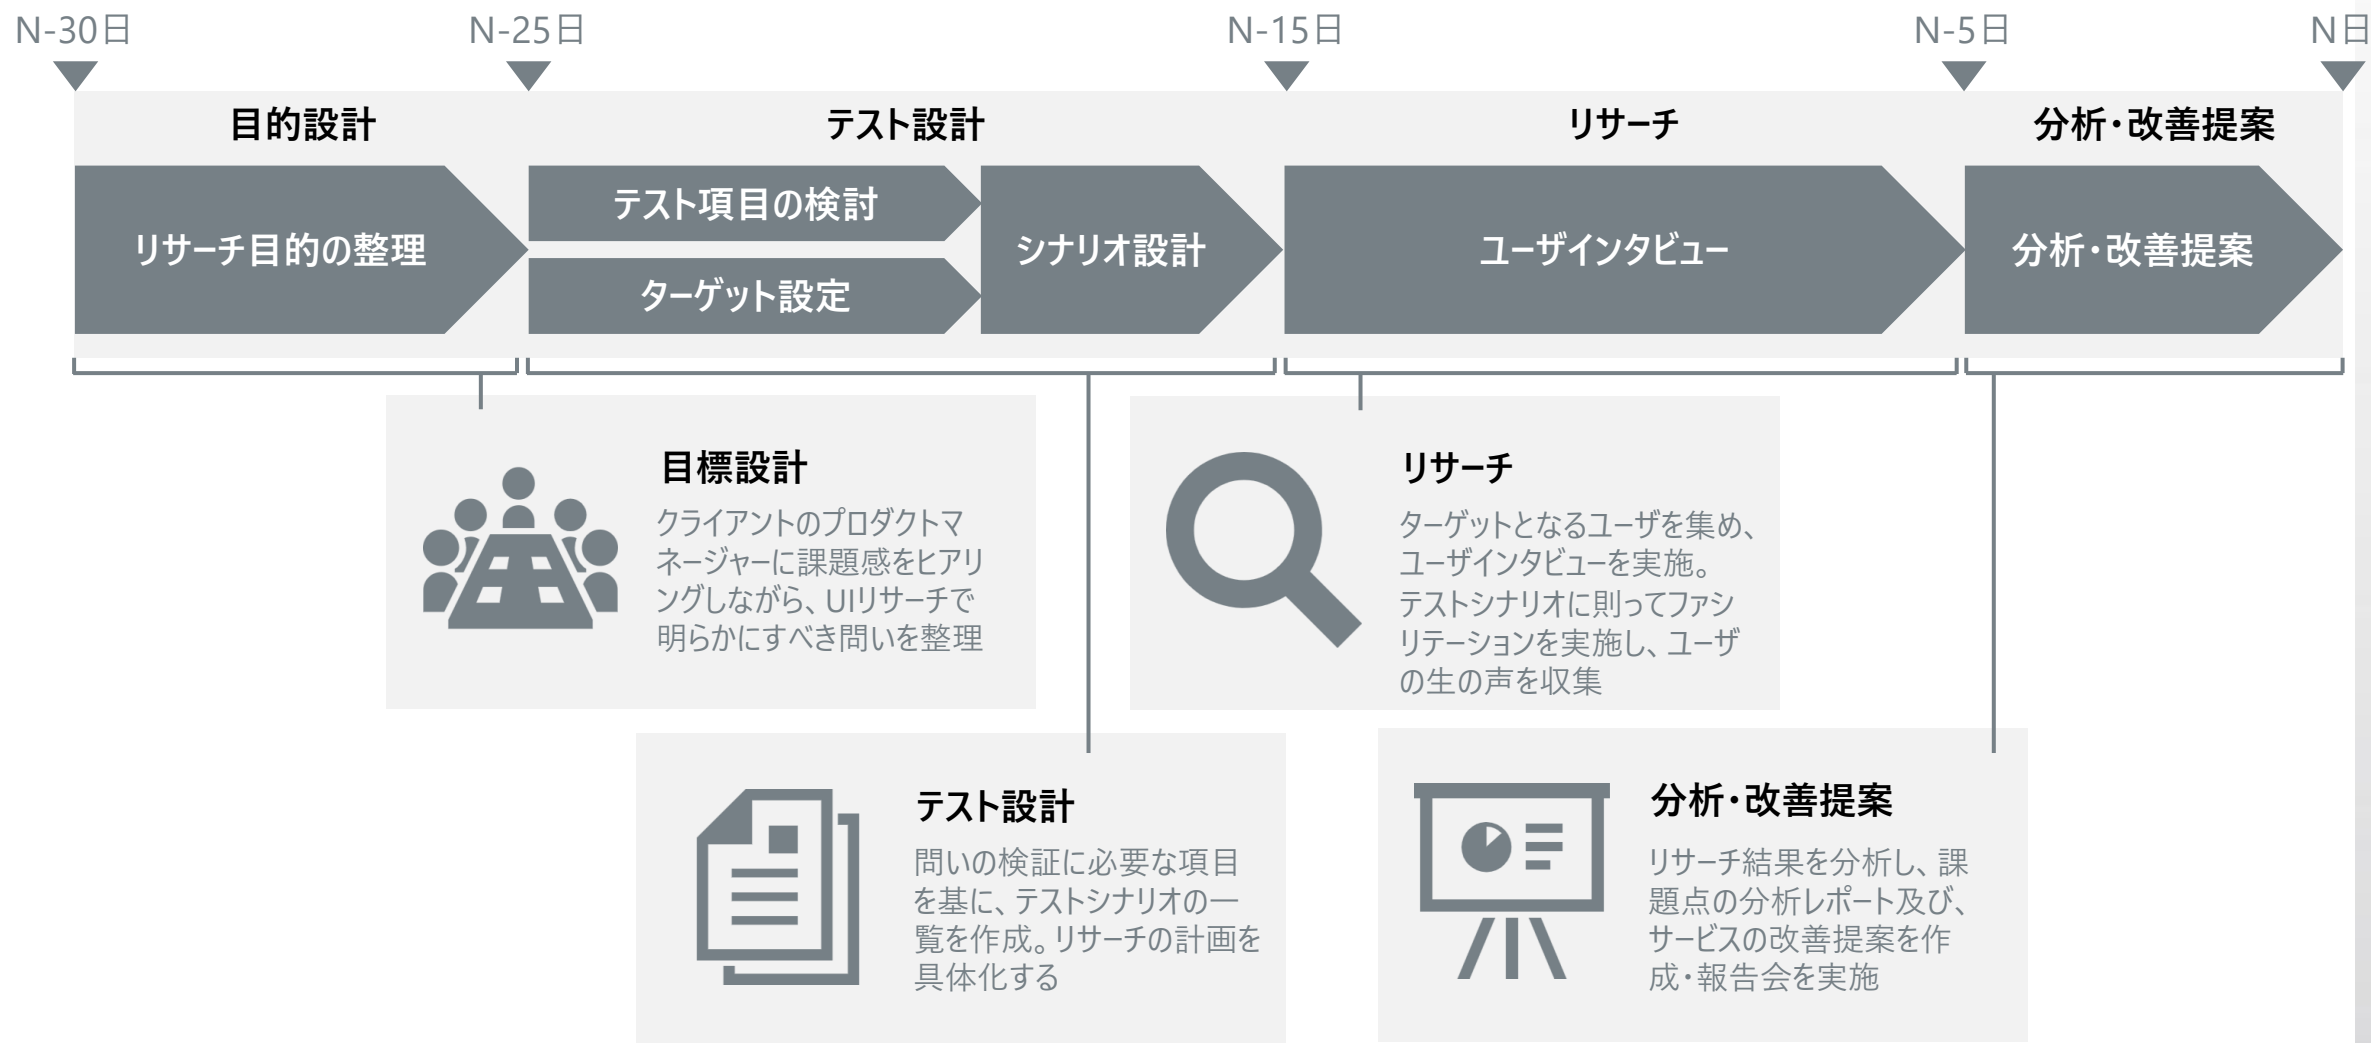 N-30日
N-25日
N-15日
N-5日
N日
目的設計
テスト設計
リサーチ
分析・改善提案
リサーチ目的の整理
テスト項目の検討
ターゲット設定
シナリオ設計
ユーザインタビュー
分析・改善提案
目標設計
クライアントのプロダクトマ
ネージャーに課題感をヒアリ
ングしながら、UIリサーチで
明らかにすべき問いを整理
リサーチ
ターゲットとなるユーザを集め、
ユーザインタビューを実施。
テストシナリオに則ってファシ
リテーションを実施し、ユーザ
の生の声を収集
テスト設計
問いの検証に必要な項目
を基に、テストシナリオの一
覧を作成。リサーチの計画を
具体化する
分析・改善提案
リサーチ結果を分析し、課
題点の分析レポート及び、
サービスの改善提案を作
成・報告会を実施